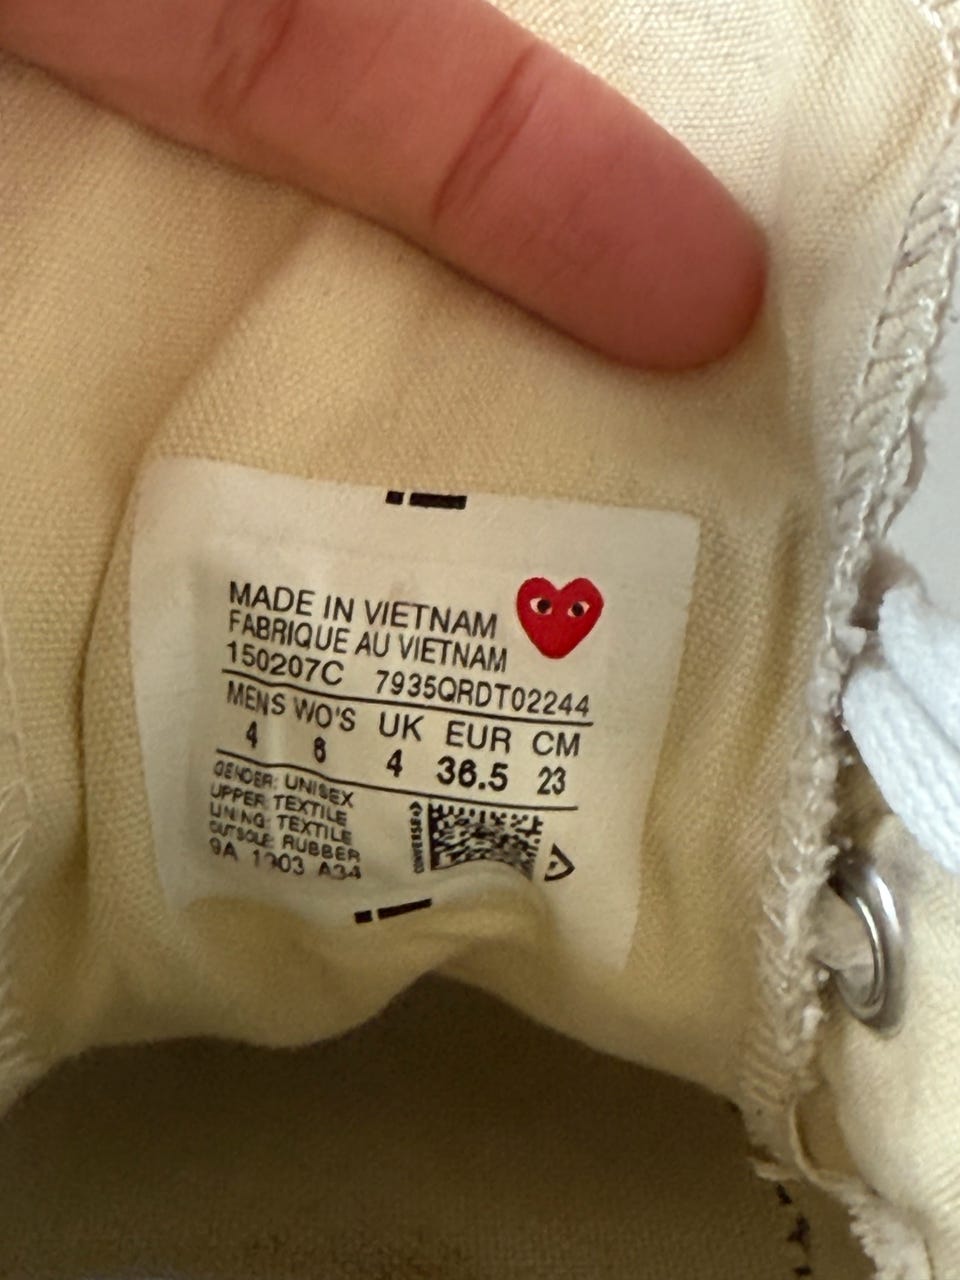 MADE IN VIETNAM
FABRIQUE AU VIETNAM
150207C 7935QRDT02244
MENS WO'S UK EUR CM
4 6 4 36.5 23
GENDER: UNISEX
UPPER: TEXTILE
LINING: TEXTILE
OUTSOLE: RUBBER
9A 1903 A34
CONVERSE